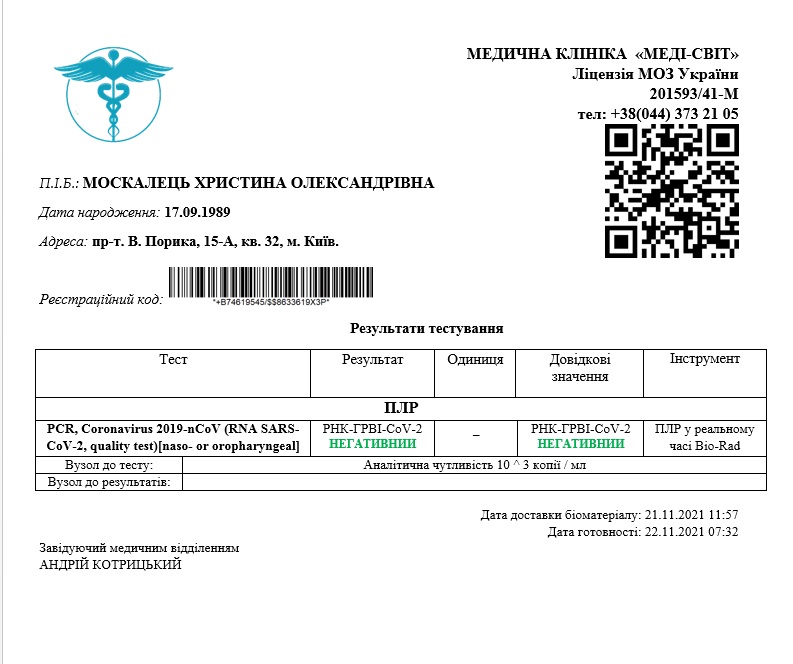 МЕДИЧНА КЛІНІКА «МЕДІ-СВІТ»
Ліцензія МОЗ України
201593/41-М
тел: +38(044) 373 21 05
П.І.Б.: МОСКАЛЕЦЬ ХРИСТИНА ОЛЕКСАНДРІВНА
Дата народження: 17.09.1989
Адреса: пр-т. В. Порика, 15-А, кв. 32, м. Київ.
Реєстраційний код: *+B74619545/$$8633619X3P*
Результати тестування
Тест Результат Одиниця Довідкові значення Інструмент
ПЛР
PCR, Coronavirus 2019-nCoV (RNA SARS- РНК-ГРВІ-CoV-2 – РНК-ГРВІ-CoV-2 ПЛР у реальному
CoV-2, quality test)[naso- or oropharyngeal] НЕГАТИВНИИ НЕГАТИВНИИ часі Bio-Rad
Вузол до тесту: Аналітична чутливість 10 ^ 3 копії / мл
Вузол до результатів:
Дата доставки біоматеріалу: 21.11.2021 11:57
Дата готовності: 22.11.2021 07:32
Завідуючий медичним відділенням
АНДРІЙ КОТРИЦЬКИЙ